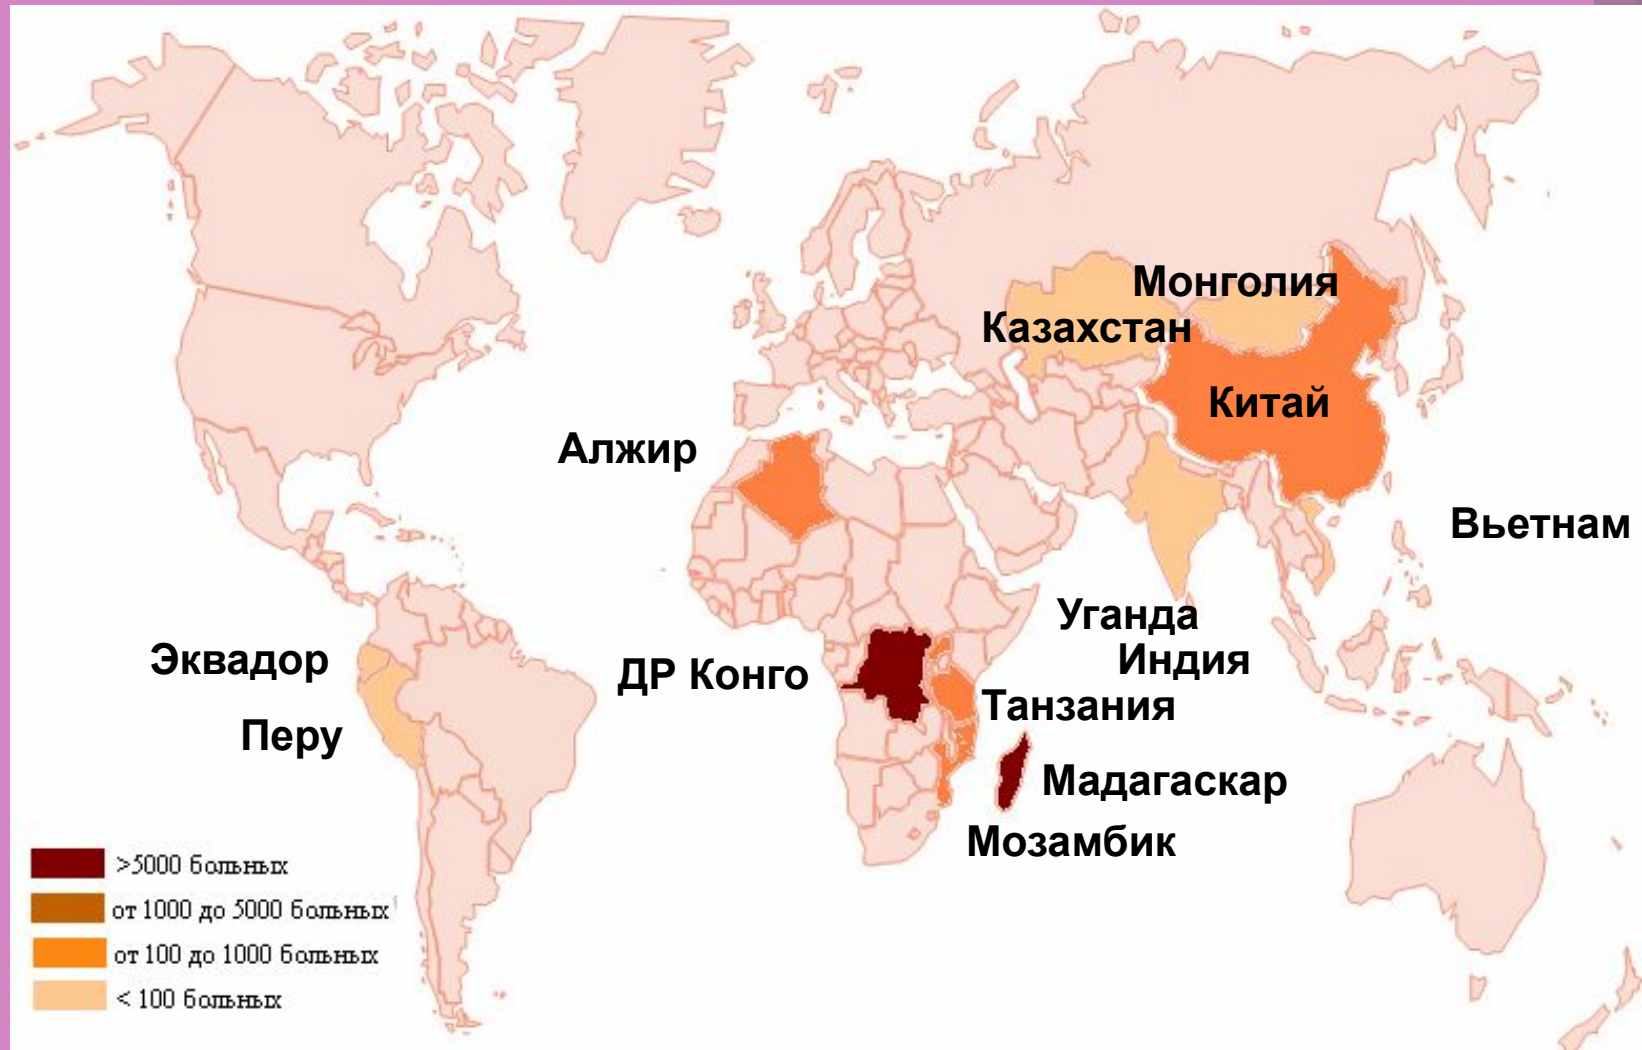 Монголия
Казахстан
Китай
Алжир
Вьетнам
Уганда
Эквадор
ДР Конго
Индия
Танзания
Перу
Мадагаскар
Мозамбик
>5000 больных
от 1000 до 5000 больных
от 100 до 1000 больных
< 100 больных